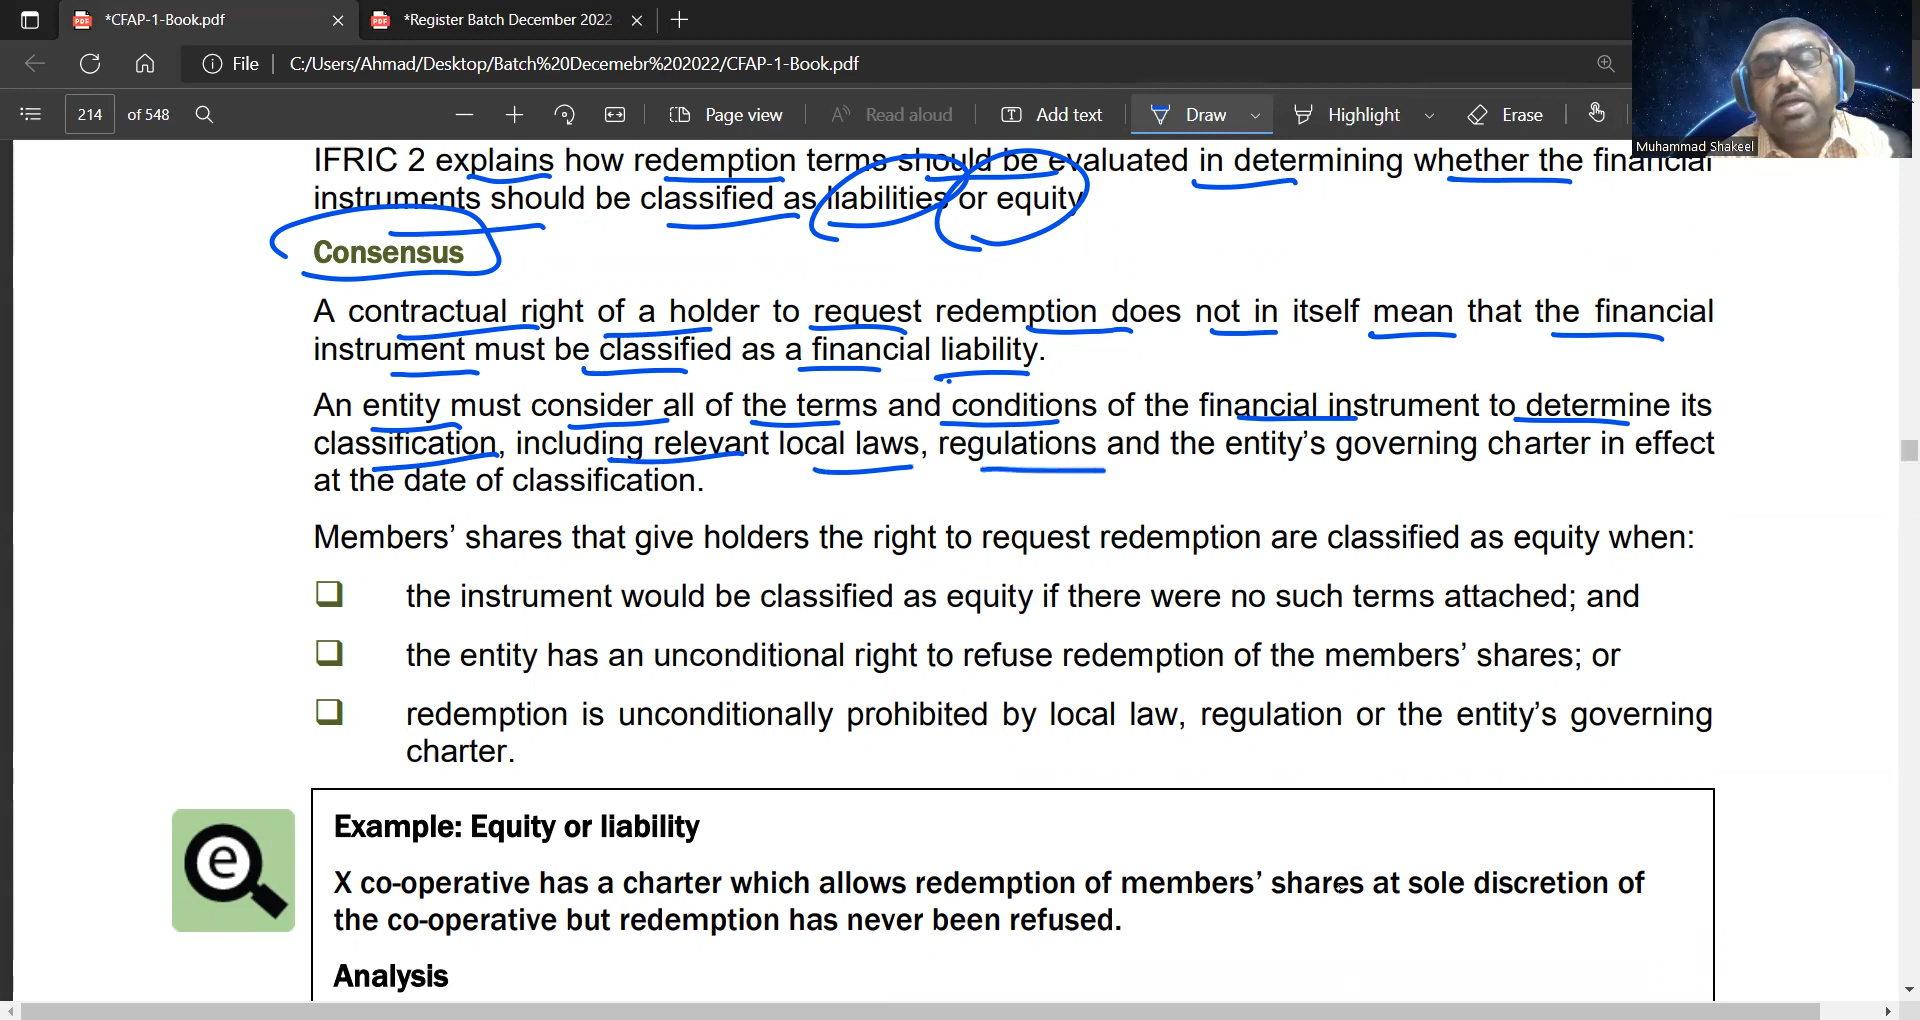 *CFAP-1-Book.pdf
*Register Batch December 2022
File
C:/Users/Ahmad/Desktop/Batch%20Decemebr%202022/CFAP-1-Book.pdf
214 of 548
Page view
Read aloud
Add text
Draw
Highlight
Erase
Muhammad Shakeel
IFRIC 2 explains how redemption terms should be evaluated in determining whether the financial
instruments should be classified as liabilities or equity
Consensus
A contractual right of a holder to request redemption does not in itself mean that the financial
instrument must be classified as a financial liability.
An entity must consider all of the terms and conditions of the financial instrument to determine its
classification, including relevant local laws, regulations and the entity’s governing charter in effect
at the date of classification.
Members’ shares that give holders the right to request redemption are classified as equity when:
the instrument would be classified as equity if there were no such terms attached; and
the entity has an unconditional right to refuse redemption of the members’ shares; or
redemption is unconditionally prohibited by local law, regulation or the entity’s governing
charter.
e
Example: Equity or liability
X co-operative has a charter which allows redemption of members’ shares at sole discretion of
the co-operative but redemption has never been refused.
Analysis